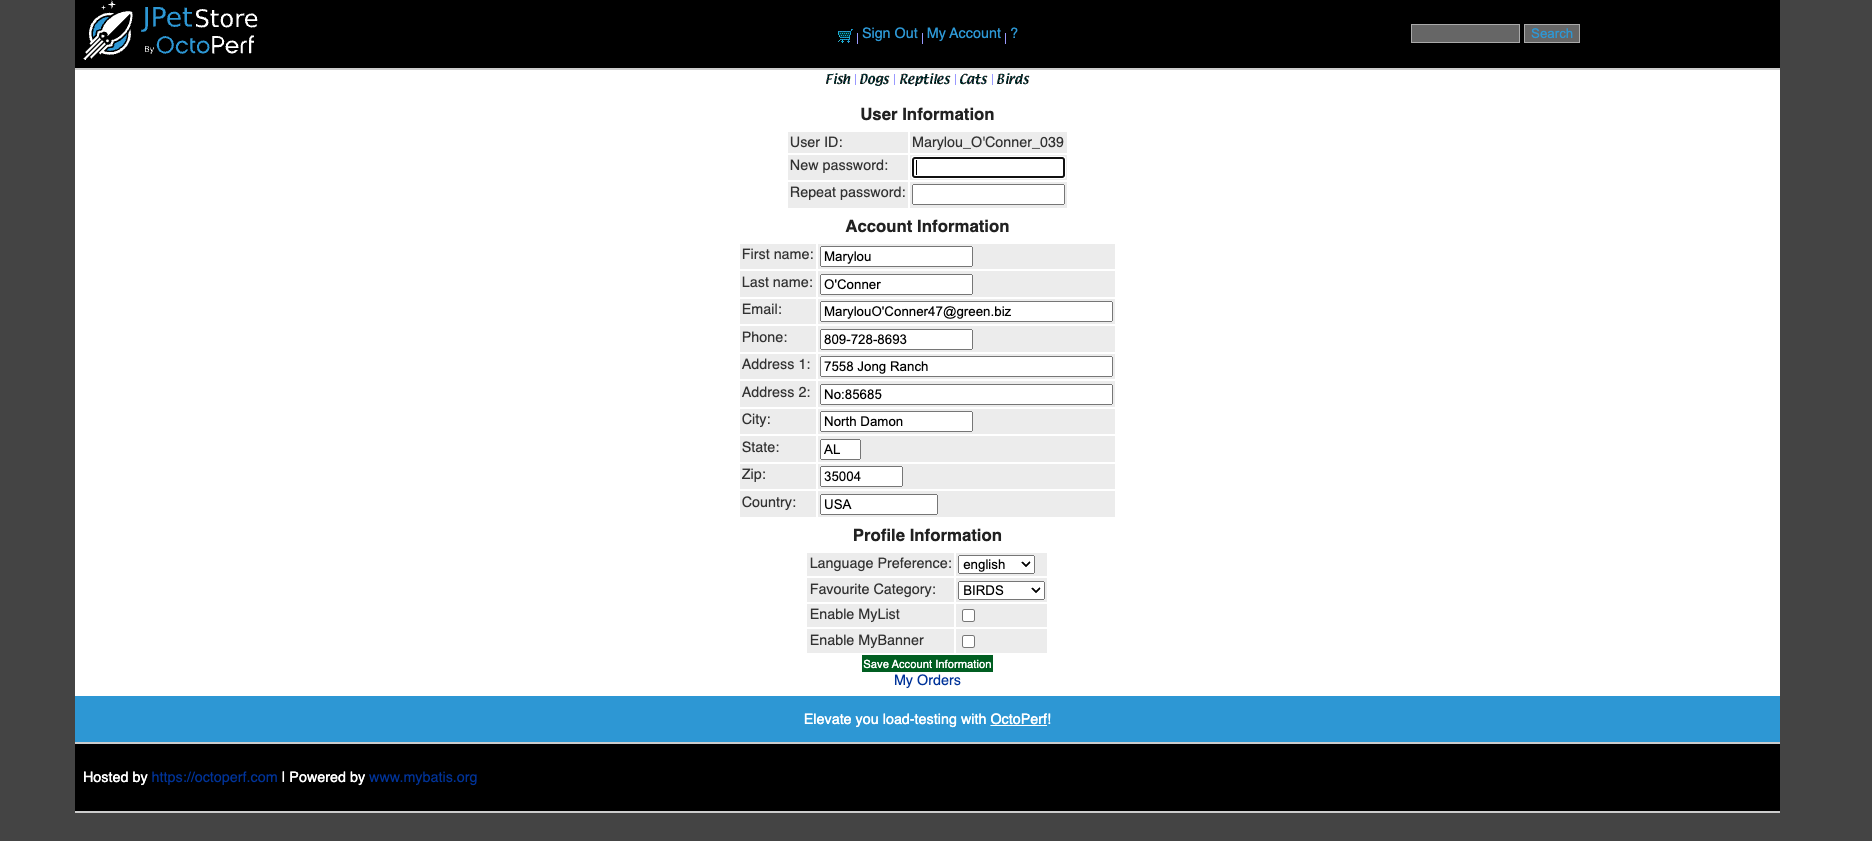 JPetStore
By OctoPerf
Sign Out | My Account | ?
Search
Fish | Dogs | Reptiles | Cats | Birds
User Information
User ID: Marylou_O'Conner_039
New password:
Repeat password:
Account Information
First name: Marylou
Last name: O'Conner
Email: MarylouO'Conner47@green.biz
Phone: 809-728-8693
Address 1: 7558 Jong Ranch
Address 2: No:85685
City: North Damon
State: AL
Zip: 35004
Country: USA
Profile Information
Language Preference: english
Favourite Category: BIRDS
Enable MyList
Enable MyBanner
Save Account Information
My Orders
Elevate you load-testing with OctoPerf!
Hosted by https://octoperf.com | Powered by www.mybatis.org